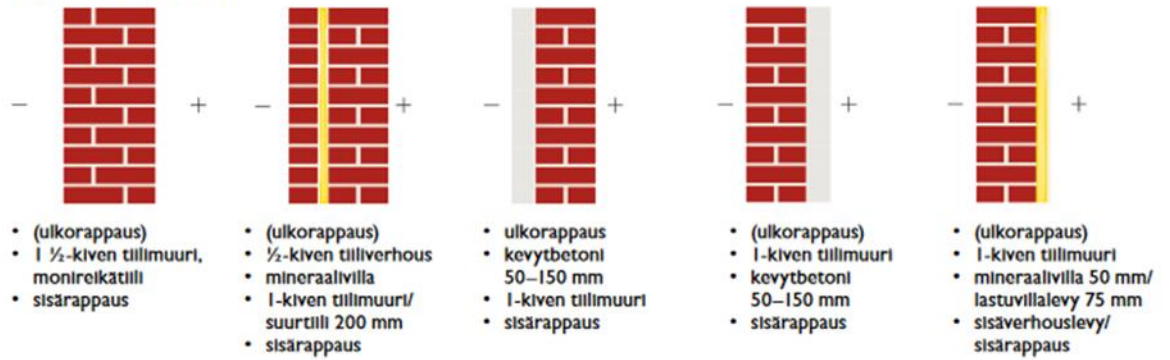 − + − + − + − + − +
• (ulkorappaus)
• 1 ½-kiven tiilimuuri,
monireikätiili
• sisärappaus
• (ulkorappaus)
• ½-kiven tiiliverhous
• mineraalivilla
• 1-kiven tiilimuuri/
suurtiili 200 mm
• sisärappaus
• ulkorappaus
• kevytbetoni
50–150 mm
• 1-kiven tiilimuuri
• sisärappaus
• (ulkorappaus)
• 1-kiven tiilimuuri
• kevytbetoni
50–150 mm
• sisärappaus
• (ulkorappaus)
• 1-kiven tiilimuuri
• mineraalivilla 50 mm/
lastuvillalevy 75 mm
• sisäverhouslevy/
sisärappaus